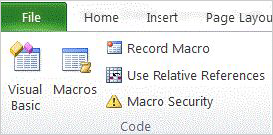 File Home Insert Page Layou
Record Macro
Use Relative References
Macro Security
Visual
Basic
Macros
Code